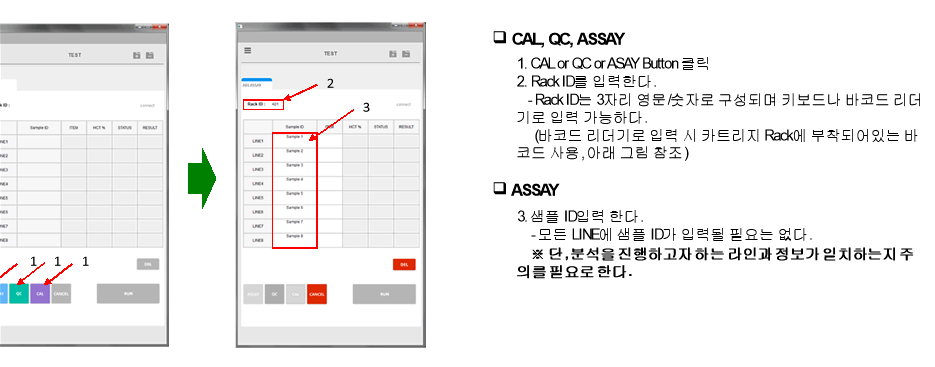 TEST
ck ID :
connect
Sample ID ITEM HCT % STATUS RESULT
INE1
INE2
INE3
INE4
INE5
INE6
INE7
INE8
1 1 1
DEL
QC CAL CANCEL RUN
TEST
2
Rack ID : A21
connect
3
Sample ID ITEM HCT % STATUS RESULT
LINE1 Sample 1
LINE2 Sample 2
LINE3 Sample 3
LINE4 Sample 4
LINE5 Sample 5
LINE6 Sample 6
LINE7 Sample 7
LINE8 Sample 8
DEL
ASSAY QC CAL CANCEL RUN
❑ CAL, QC, ASSAY
1. CAL or QC or ASAY Button 클릭
2. Rack ID를 입력한다.
- Rack ID는 3자리 영문/숫자로 구성되며 키보드나 바코드 리더
기로 입력 가능하다.
(바코드 리더기로 입력 시 카트리지 Rack에 부착되어있는 바
코드 사용, 아래 그림 참조)
❑ ASSAY
3. 샘플 ID입력 한다.
- 모든 LINE에 샘플 ID가 입력될 필요는 없다.
※ 단, 분석을 진행하고자 하는 라인과 정보가 일치하는지 주
의를 필요로 한다.